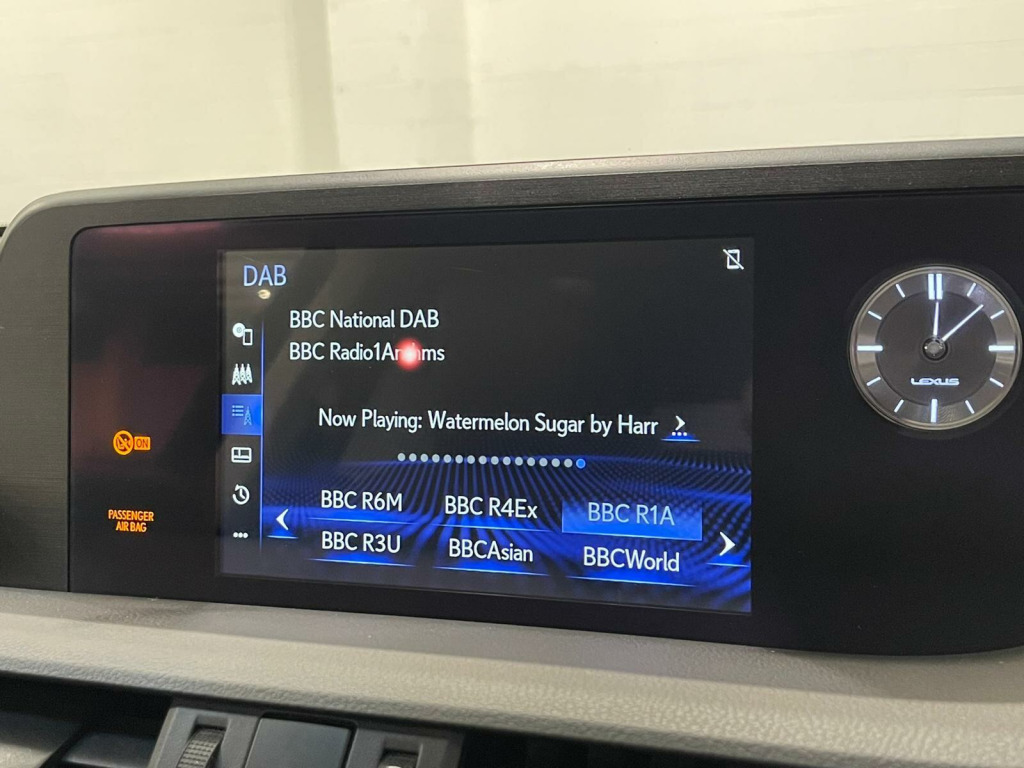 DAB
BBC National DAB
BBC Radio1Anthms
Now Playing: Watermelon Sugar by Harr
BBC R6M BBC R4Ex BBC R1A
BBC R3U BBCAsian BBCWorld
ON
PASSENGER
AIR BAG
LEXUS